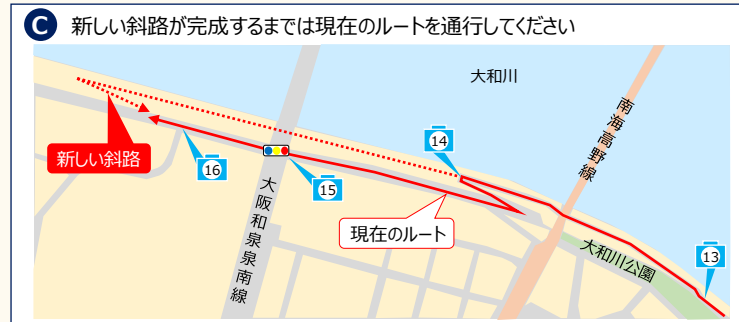 C 新しい斜路が完成するまでは現在のルートを通行してください
大和川
南海高野線
14
新しい斜路
16
15
大阪和泉泉南線
現在のルート
大和川公園
13